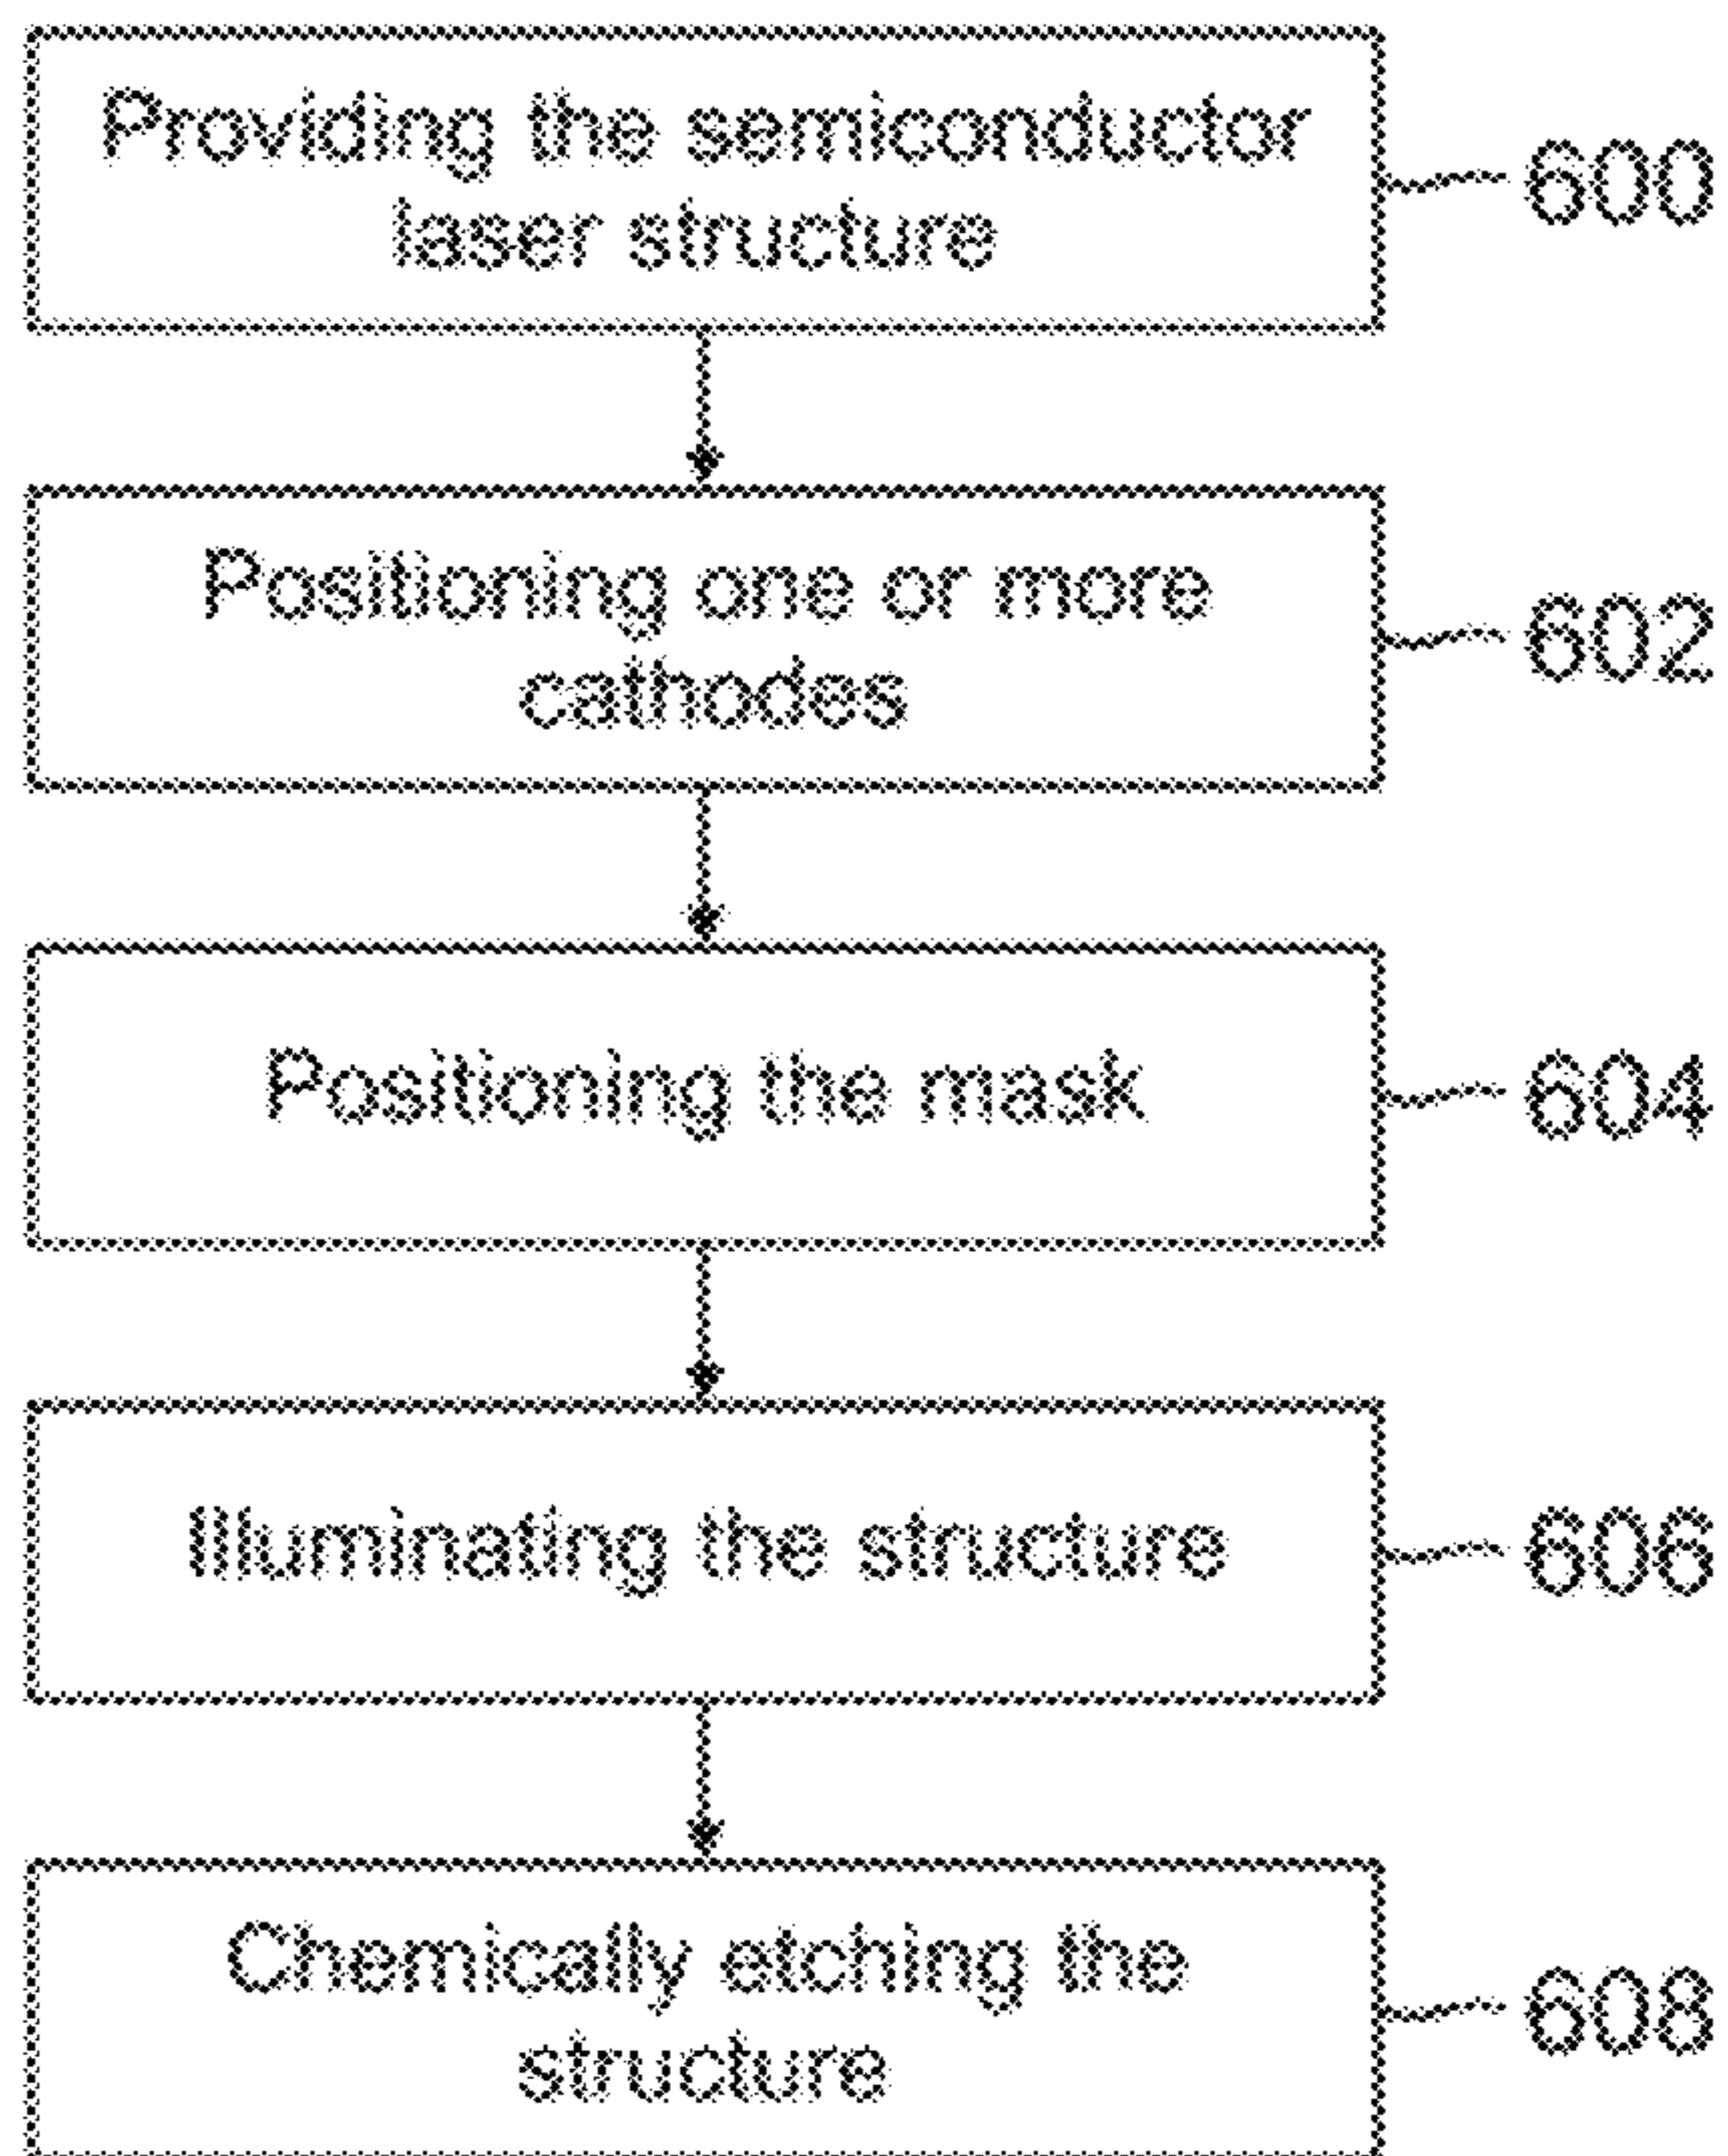 Providing the semiconductor
laser structure
600
Positioning one or more
cathodes
602
Positioning the mask
604
Illuminating the structure
606
Chemically etching the
structure
608